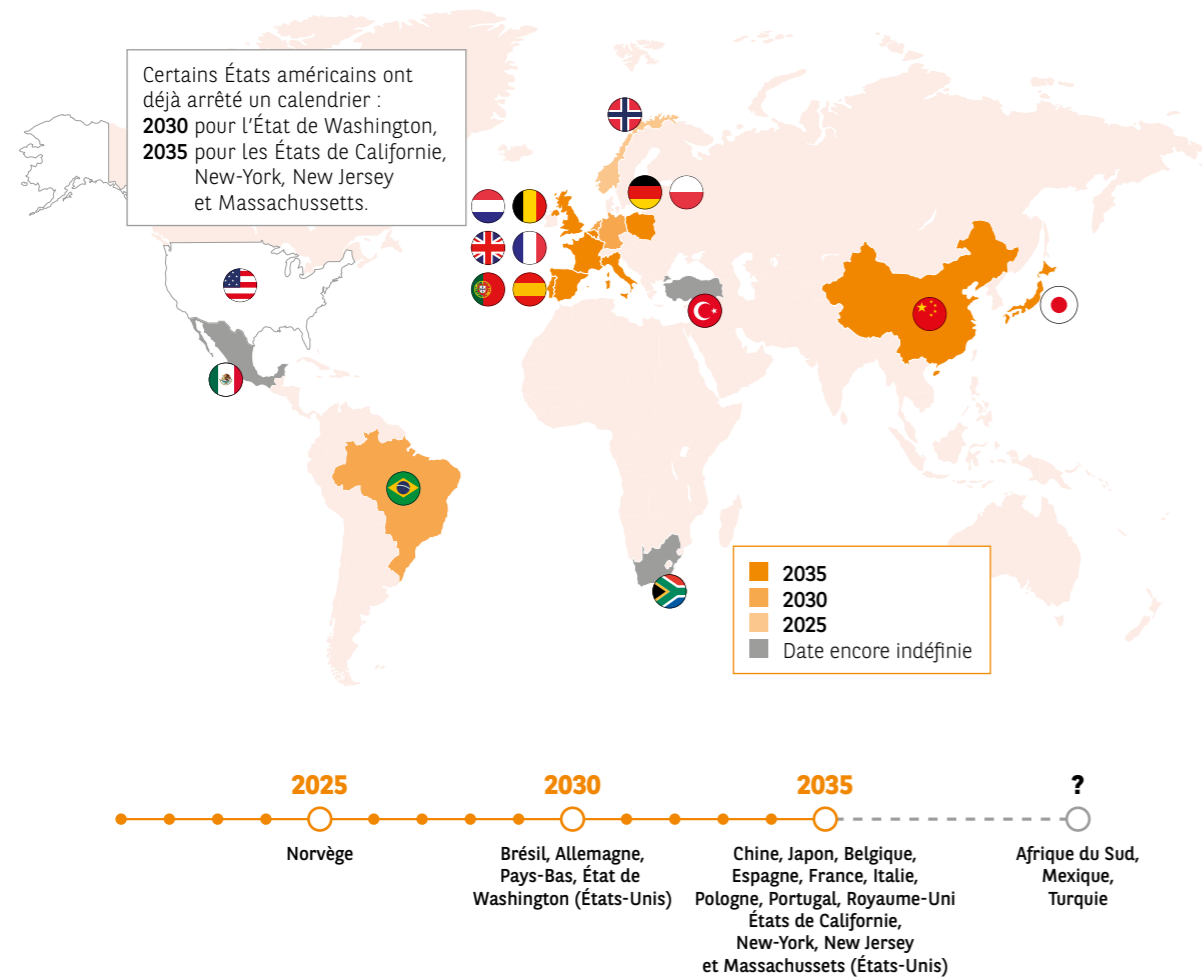 Certains États américains ont
déjà arrêté un calendrier :
2030 pour l'État de Washington,
2035 pour les États de Californie,
New-York, New Jersey
et Massachussetts.
2035
2030
2025
Date encore indéfinie
2025
2030
2035
?
Norvège
Brésil, Allemagne,
Pays-Bas, État de
Washington (États-Unis)
Chine, Japon, Belgique,
Espagne, France, Italie,
Pologne, Portugal, Royaume-Uni
États de Californie,
New-York, New Jersey
et Massachussets (États-Unis)
Afrique du Sud,
Mexique,
Turquie